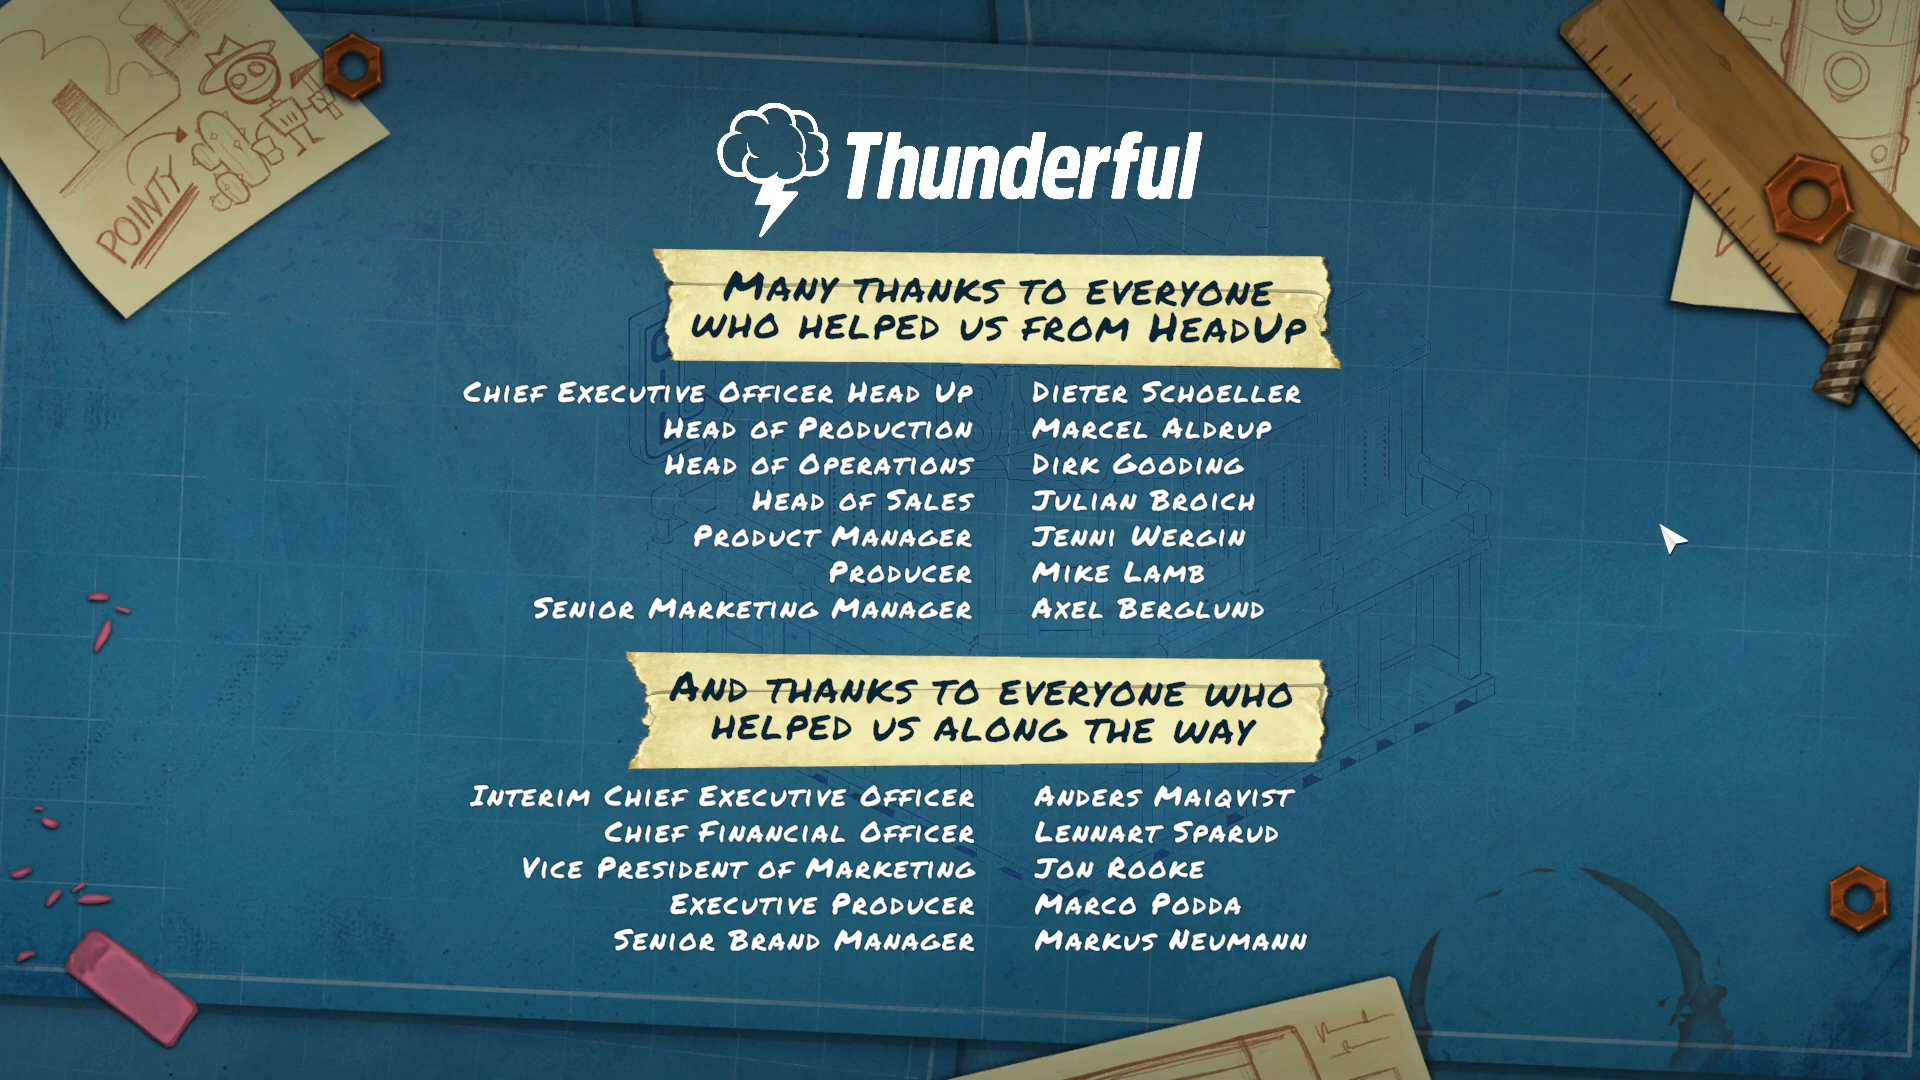 POINTY
Thunderful
Many thanks to everyone
who helped us from HeadUp
Chief Executive Officer Head Up Dieter Schoeller
Head of Production Marcel Aldrup
Head of Operations Dirk Gooding
Head of Sales Julian Broich
Product Manager Jenni Wergin
Producer Mike Lamb
Senior Marketing Manager Axel Berglund
And thanks to everyone who
helped us along the way
Interim Chief Executive Officer Anders Maiqvist
Chief Financial Officer Lennart Sparud
Vice President of Marketing Jon Rooke
Executive Producer Marco Podda
Senior Brand Manager Markus Neumann